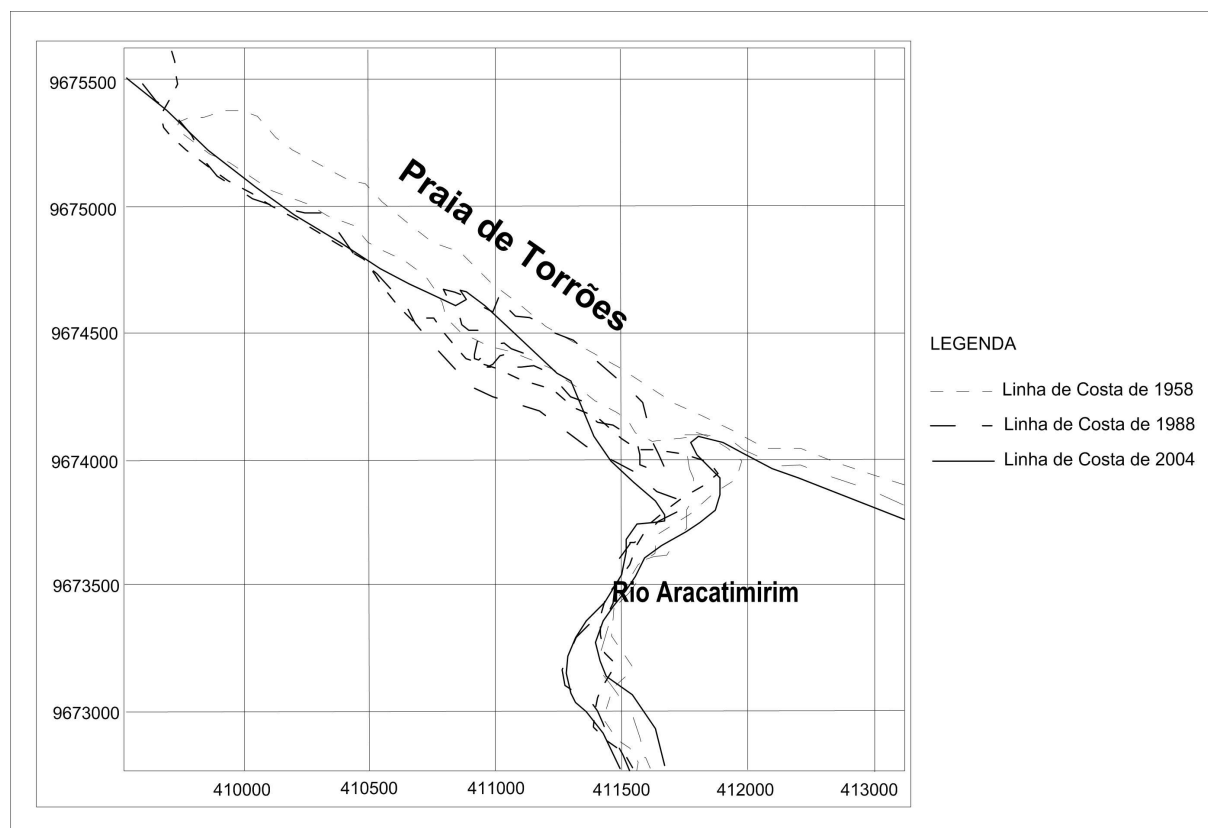 9675500
9675000
9674500
9674000
9673500
9673000
410000
410500
411000
411500
412000
413000
Praia de Torrões
Rio Aracatimirim
LEGENDA
Linha de Costa de 1958
Linha de Costa de 1988
Linha de Costa de 2004